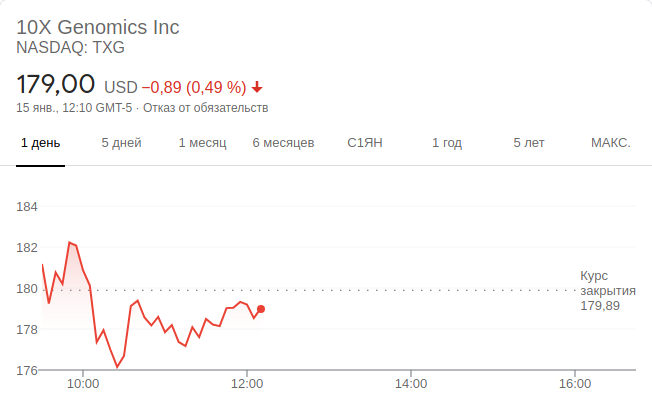 10X Genomics Inc
NASDAQ: TXG
179,00 USD −0,89 (0,49 %)
15 янв., 12:10 GMT-5 · Отказ от обязательств
1 день 5 дней 1 месяц 6 месяцев С1ЯН 1 год 5 лет МАКС.
184
182
180
178
176
Курс
закрытия
179,89
10:00 12:00 14:00 16:00